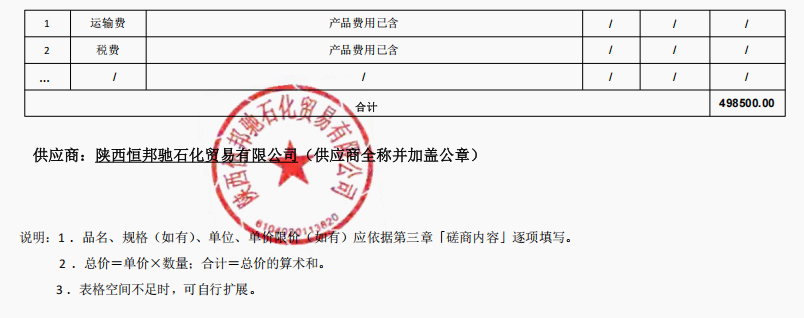 1 运输费 产品费用已含 / / /
2 税费 产品费用已含 / / /
... / / / / /
合计 498500.00
陕西恒邦驰石化贸易有限公司
供应商：陕西恒邦驰石化贸易有限公司（供应商全称并加盖公章）
6104020113820
说明：1 ．品名、规格（如有）、单位、单价限价（如有）应依据第三章「磋商内容」逐项填写。
2 ．总价＝单价×数量；合计＝总价的算术和。
3 ．表格空间不足时，可自行扩展。